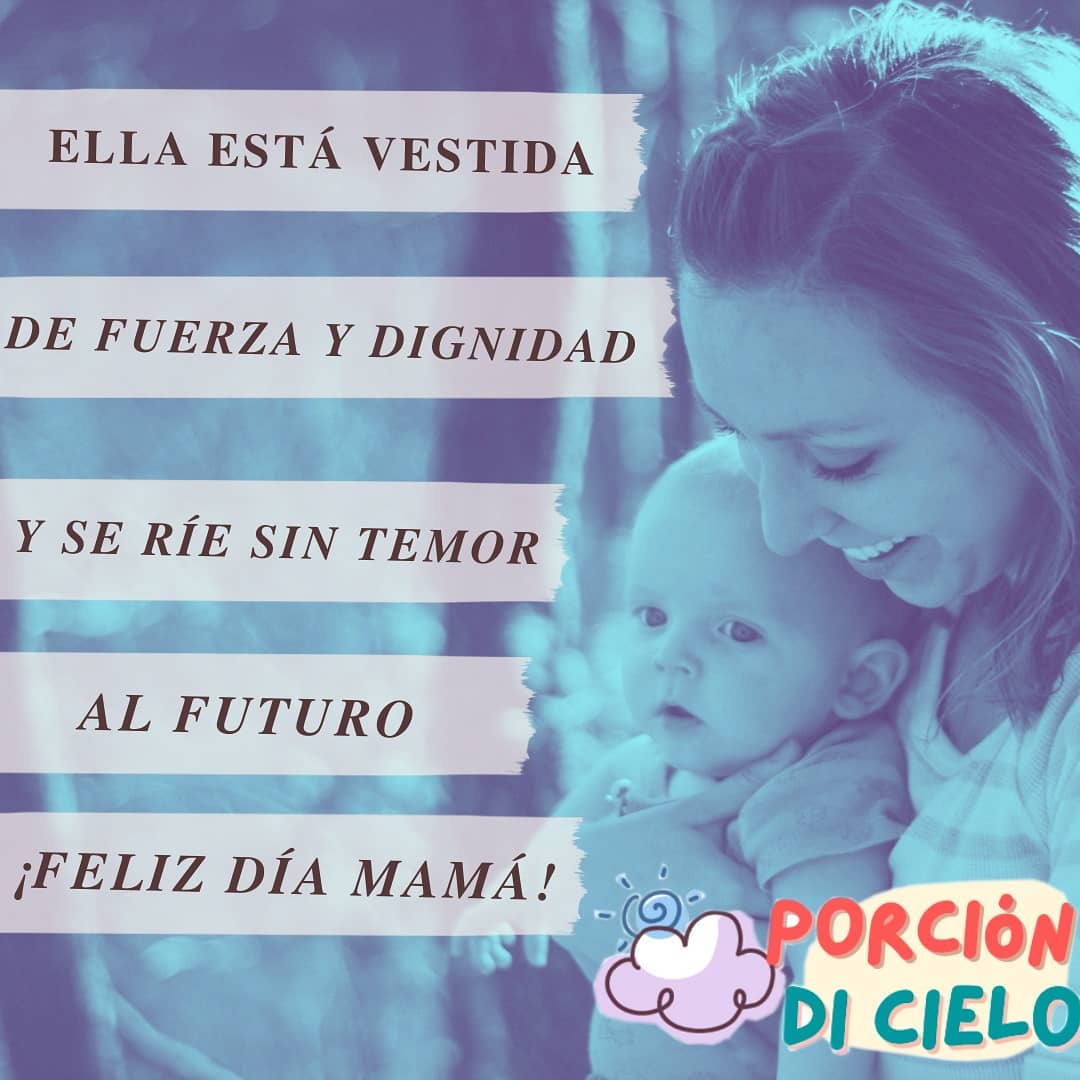 ELLA ESTÁ VESTIDA
DE FUERZA Y DIGNIDAD
Y SE RÍE SIN TEMOR
AL FUTURO
¡FELIZ DÍA MAMÁ!
PORCIÓN
DI CIELO